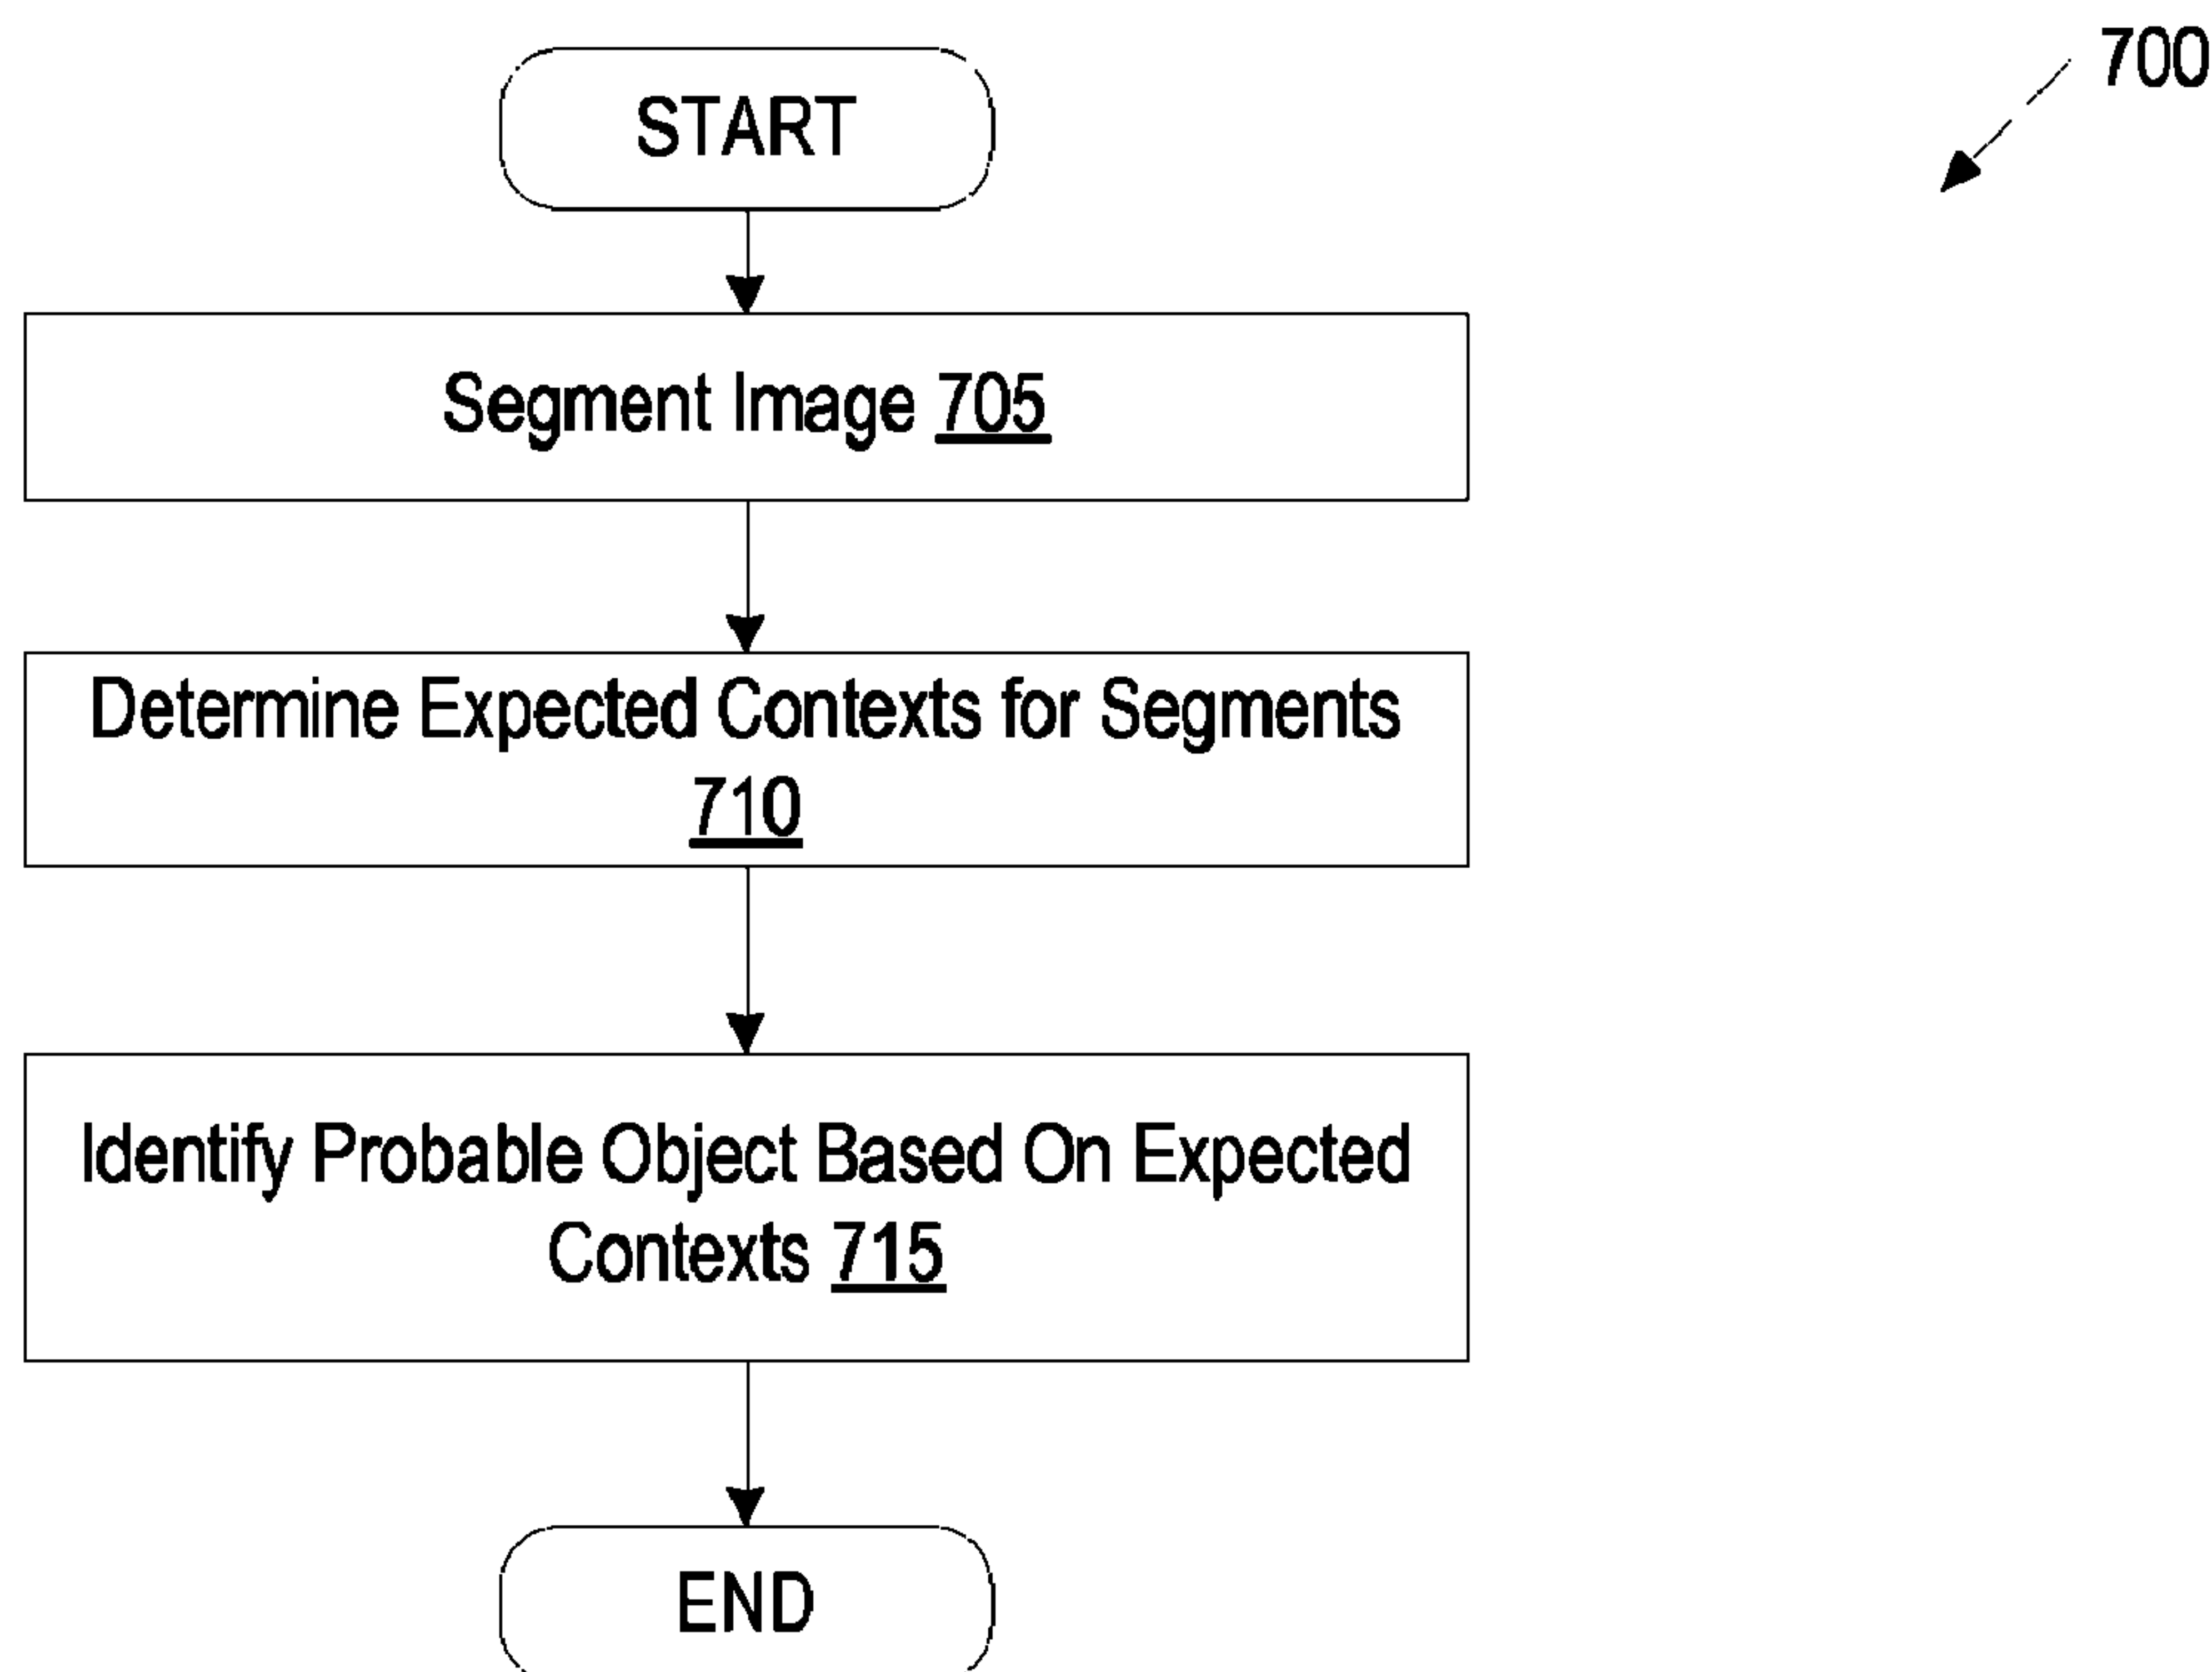 START
700
Segment Image 705
Determine Expected Contexts for Segments
710
Identify Probable Object Based On Expected
Contexts 715
END